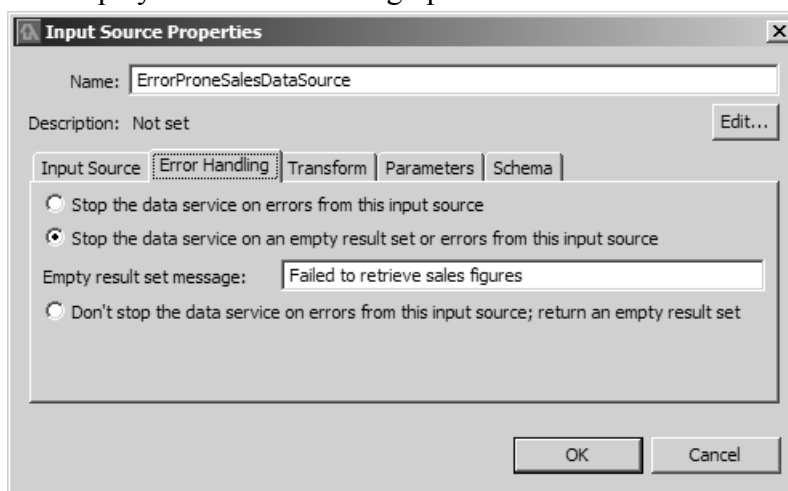 Input Source Properties
Name: ErrorProneSalesDataSource
Description: Not set Edit...
Input Source Error Handling Transform Parameters Schema
Stop the data service on errors from this input source
Stop the data service on an empty result set or errors from this input source
Empty result set message: Failed to retrieve sales figures
Don't stop the data service on errors from this input source; return an empty result set
OK Cancel